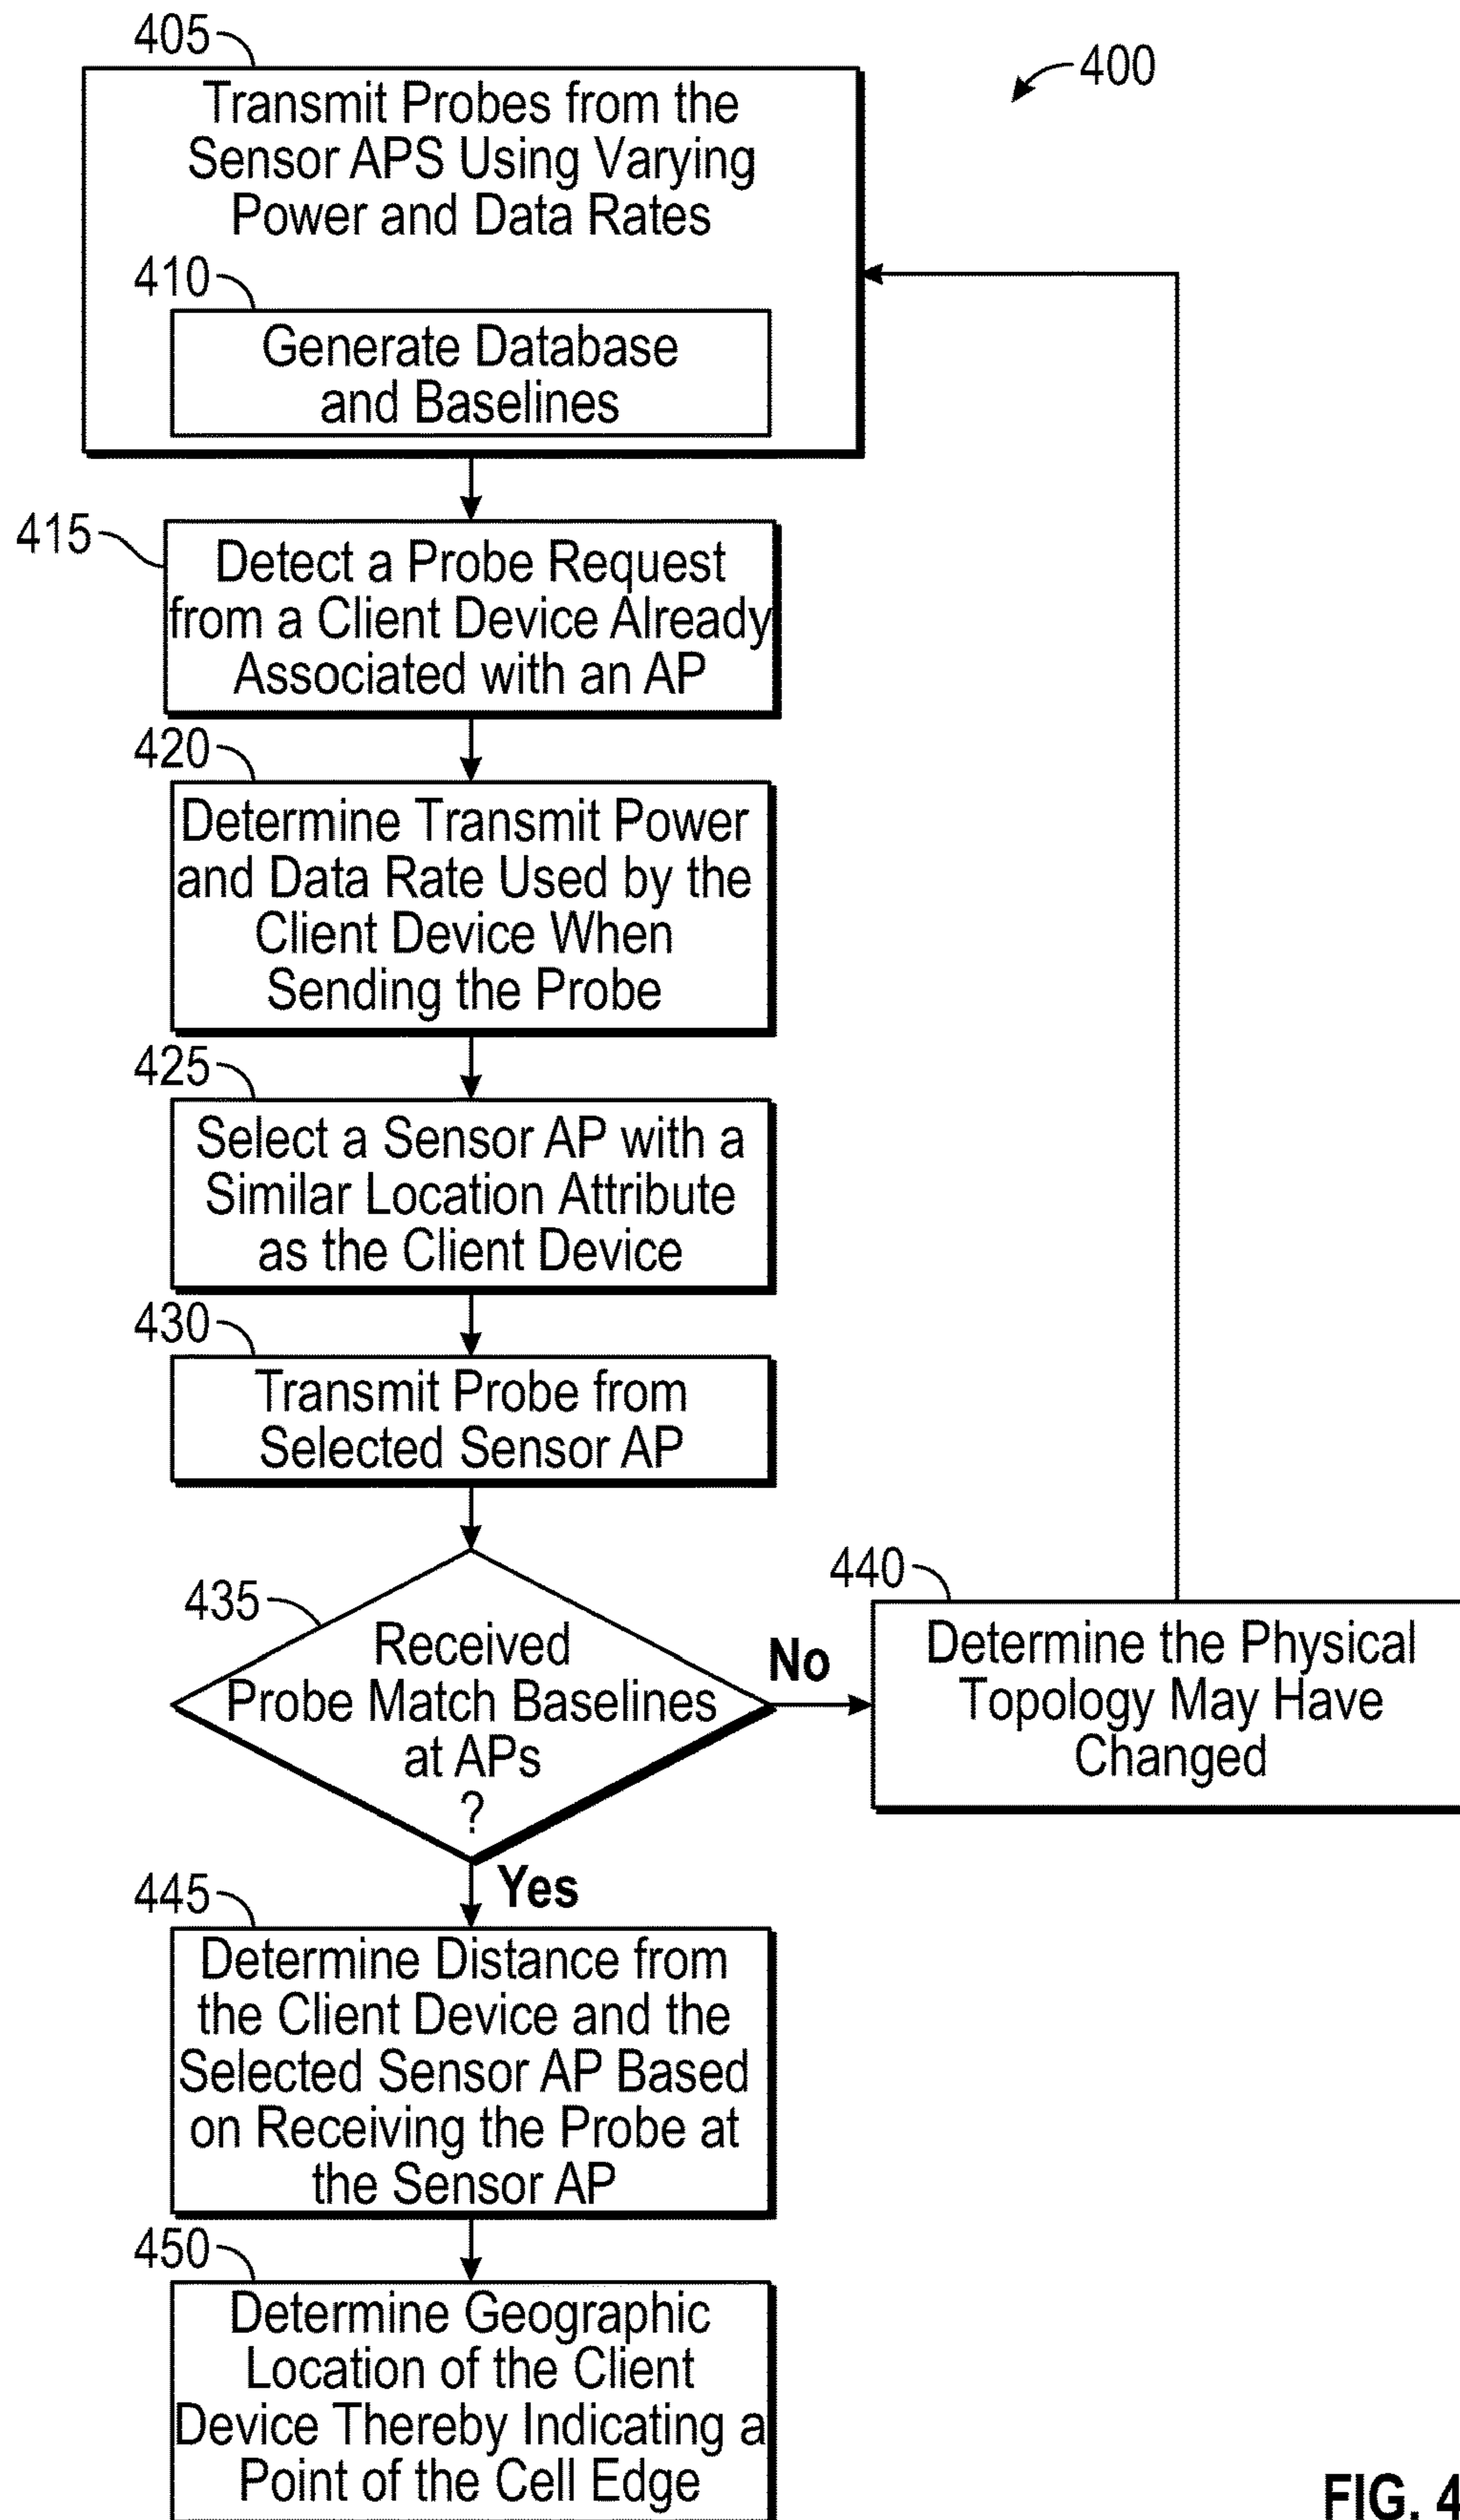 405
400
Transmit Probes from the
Sensor APS Using Varying
Power and Data Rates
410
Generate Database
and Baselines
415
Detect a Probe Request
from a Client Device Already
Associated with an AP
420
Determine Transmit Power
and Data Rate Used by the
Client Device When
Sending the Probe
425
Select a Sensor AP with a
Similar Location Attribute
as the Client Device
430
Transmit Probe from
Selected Sensor AP
435
Received
Probe Match Baselines
at APs
?
No
440
Determine the Physical
Topology May Have
Changed
Yes
445
Determine Distance from
the Client Device and the
Selected Sensor AP Based
on Receiving the Probe at
the Sensor AP
450
Determine Geographic
Location of the Client
Device Thereby Indicating a
Point of the Cell Edge
FIG. 4